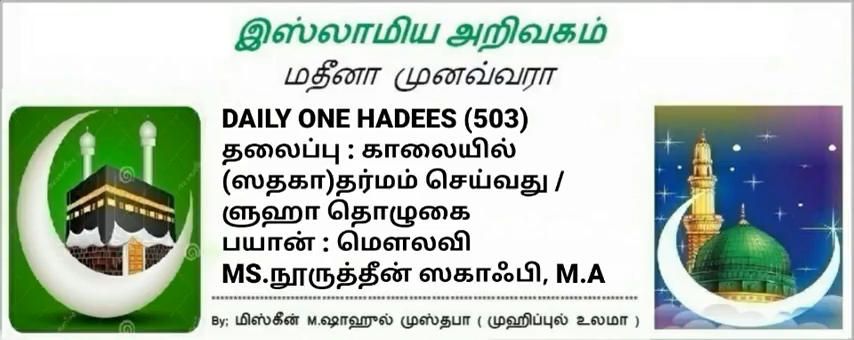 இஸ்லாமிய அறிவகம்
மதீனா முனவ்வரா
DAILY ONE HADEES (503)
தலைப்பு : காலையில்
(ஸதகா)தர்மம் செய்வது /
ளுஹா தொழுகை
பயான் : மௌலவி
MS.நூருத்தீன் ஸகாஃபி, M.A
By; மிஸ்கீன் M.ஷாஹுல் முஸ்தபா ( முஹிப்புல் உலமா )